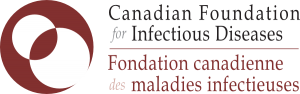 Canadian Foundation
for Infectious Diseases
Fondation canadienne
des maladies infectieuses